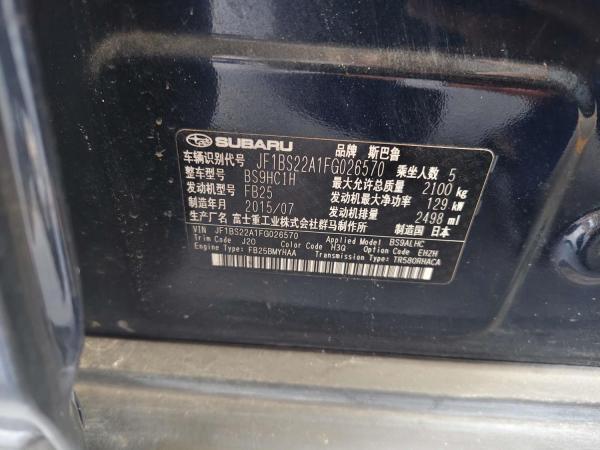 SUBARU 品牌 斯巴鲁
车辆识别代号 JF1BS22A1FG026570 乘坐人数 5
整车型号 BS9HC1H 最大允许总质量 2100 kg
发动机型号 FB25 发动机最大净功率 129 kW
制造年月 2015/07 发动机排量 2498 ml
生产厂名 富士重工业株式会社群马制作所 制造国 日本
VIN JF1BS22A1FG026570 Applied Model BS9ALHC
Trim Code J20 Color Code H3Q Option Code EHZH
Engine Type: FB25BMYHAA Transmission Type: TR580RHACA